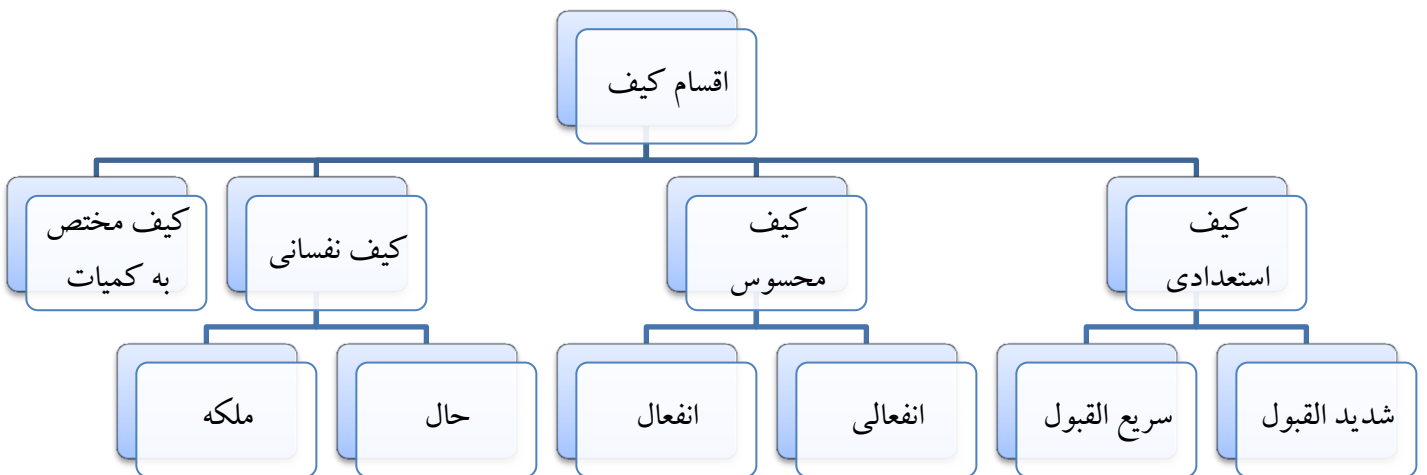 اقسام کیف
کیف
استعدادی
کیف
محسوس
کیف نفسانی
کیف مختص
به کمیات
شدید القبول
سریع القبول
انفعالی
انفعال
حال
ملکه